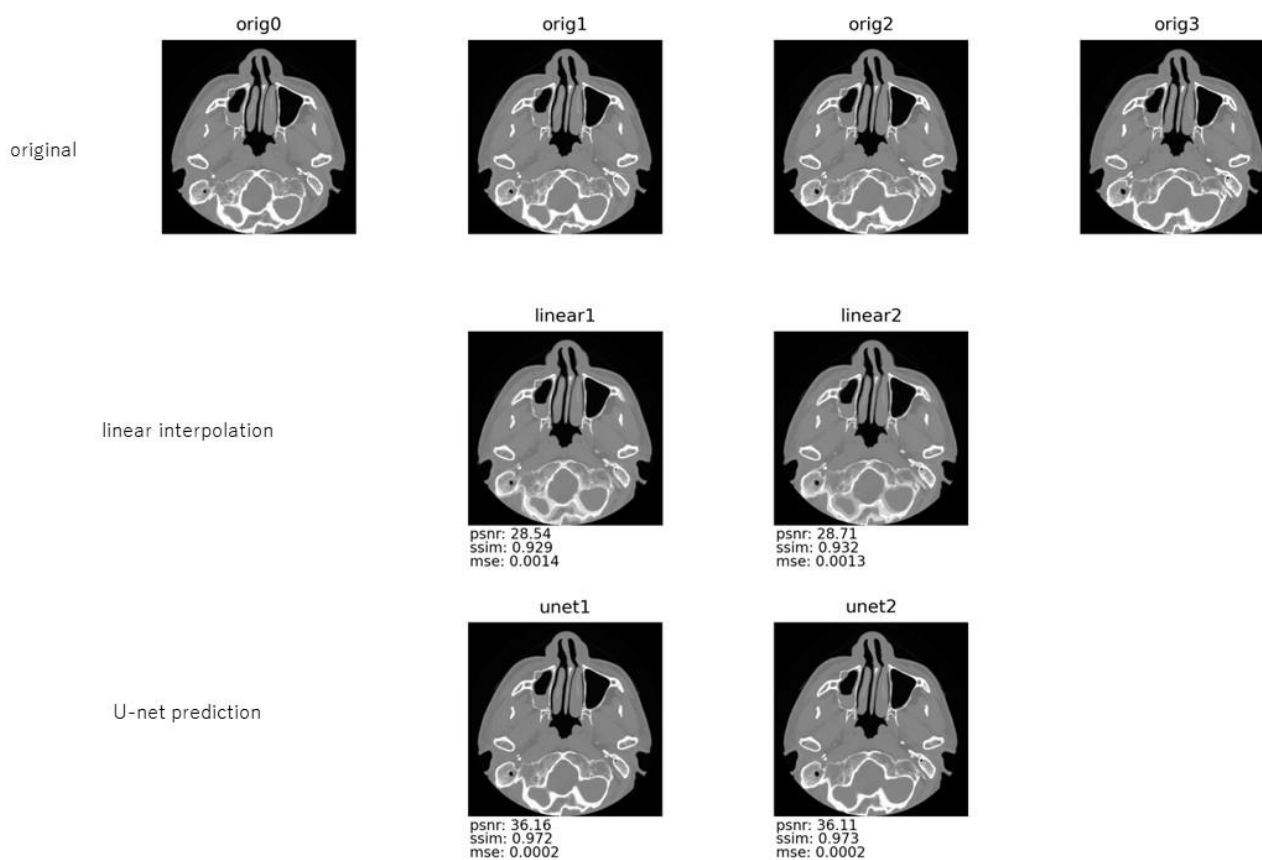 orig0
orig1
orig2
orig3
original
linear1
linear2
linear interpolation
psnr: 28.54
ssim: 0.929
mse: 0.0014
psnr: 28.71
ssim: 0.932
mse: 0.0013
unet1
unet2
U-net prediction
psnr: 36.16
ssim: 0.972
mse: 0.0002
psnr: 36.11
ssim: 0.973
mse: 0.0002